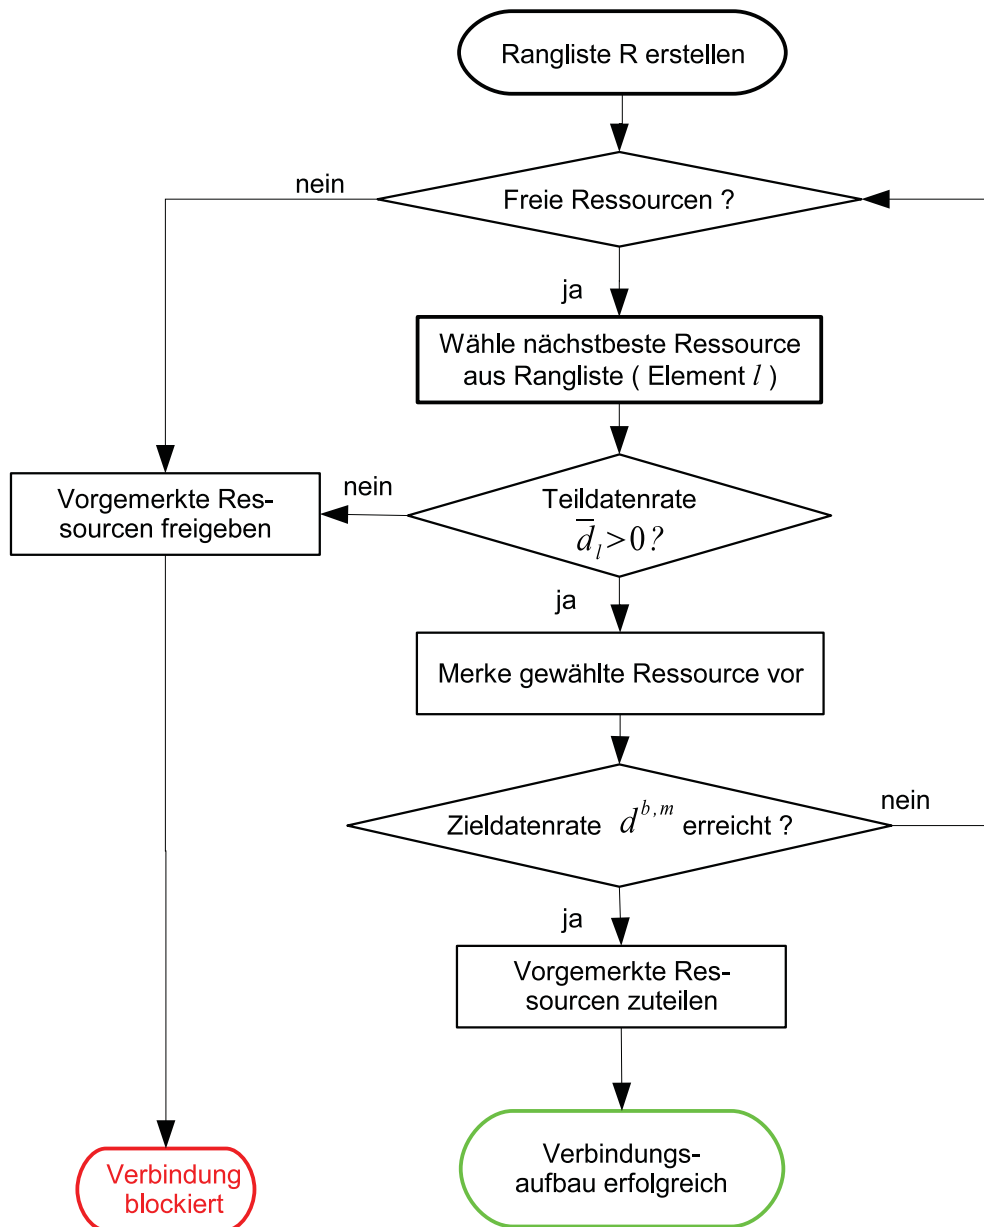 Rangliste R erstellen
nein
Freie Ressourcen ?
ja
Wähle nächstbeste Ressource
aus Rangliste ( Element l )
nein
Teildatenrate
d̅_l>0?
Vorgemerkte Res-
sourcen freigeben
ja
Merke gewählte Ressource vor
nein
Zieldatenrate d^{b,m} erreicht ?
ja
Vorgemerkte Res-
sourcen zuteilen
Verbindungs-
aufbau erfolgreich
Verbindung
blockiert